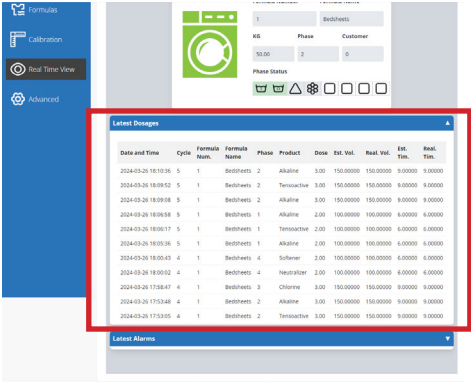 Formulas
Calibration
Real Time View
Advanced
Formula Number Formula Name
1 Bedsheets
KG Phase Customer
50.00 2 0
Phase Status
Latest Dosages
Date and Time Cycle Formula Num. Formula Name Phase Product Dose Est. Vol. Real. Vol. Est. Tim. Real. Tim.
2024-03-26 18:10:36 5 1 Bedsheets 2 Alkaline 3.00 150.00000 150.00000 9.00000 9.00000
2024-03-26 18:09:52 5 1 Bedsheets 2 Tensoactive 3.00 150.00000 150.00000 9.00000 9.00000
2024-03-26 18:09:08 5 1 Bedsheets 2 Alkaline 3.00 150.00000 150.00000 9.00000 9.00000
2024-03-26 18:06:58 5 1 Bedsheets 1 Alkaline 2.00 100.00000 100.00000 6.00000 6.00000
2024-03-26 18:06:17 5 1 Bedsheets 1 Tensoactive 2.00 100.00000 100.00000 6.00000 6.00000
2024-03-26 18:05:36 5 1 Bedsheets 1 Alkaline 2.00 100.00000 100.00000 6.00000 6.00000
2024-03-26 18:00:43 4 1 Bedsheets 4 Softener 2.00 100.00000 100.00000 6.00000 6.00000
2024-03-26 18:00:02 4 1 Bedsheets 4 Neutralizer 2.00 100.00000 100.00000 6.00000 6.00000
2024-03-26 17:58:47 4 1 Bedsheets 3 Chlorine 3.00 150.00000 150.00000 9.00000 9.00000
2024-03-26 17:53:48 4 1 Bedsheets 2 Alkaline 3.00 150.00000 150.00000 9.00000 9.00000
2024-03-26 17:53:05 4 1 Bedsheets 2 Tensoactive 3.00 150.00000 150.00000 9.00000 9.00000
Latest Alarms